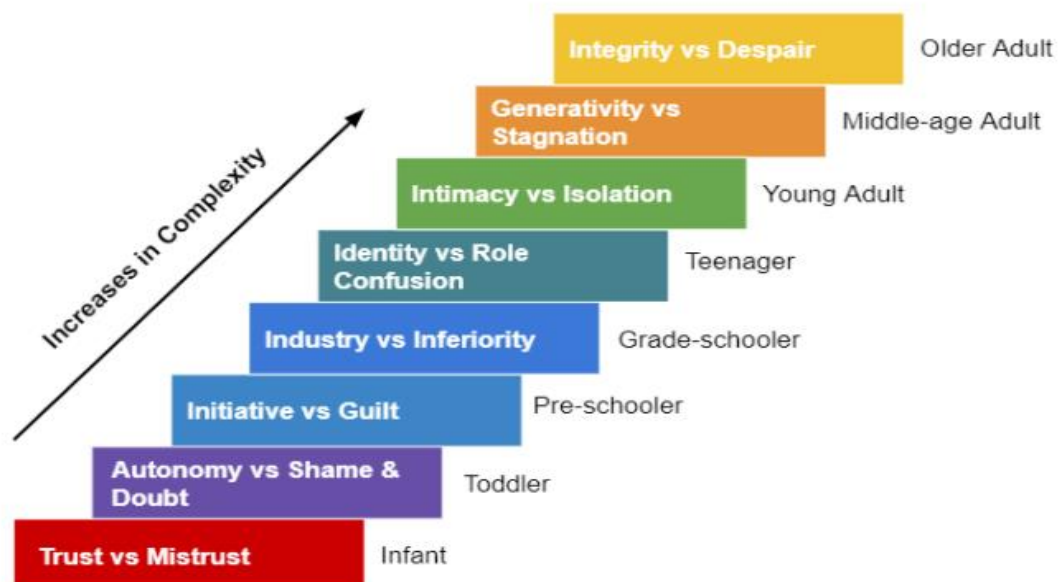 Integrity vs Despair
Older Adult
Generativity vs
Stagnation
Middle-age Adult
Intimacy vs Isolation
Young Adult
Identity vs Role
Confusion
Teenager
Industry vs Inferiority
Grade-schooler
Initiative vs Guilt
Pre-schooler
Autonomy vs Shame &
Doubt
Toddler
Trust vs Mistrust
Infant
Increases in Complexity